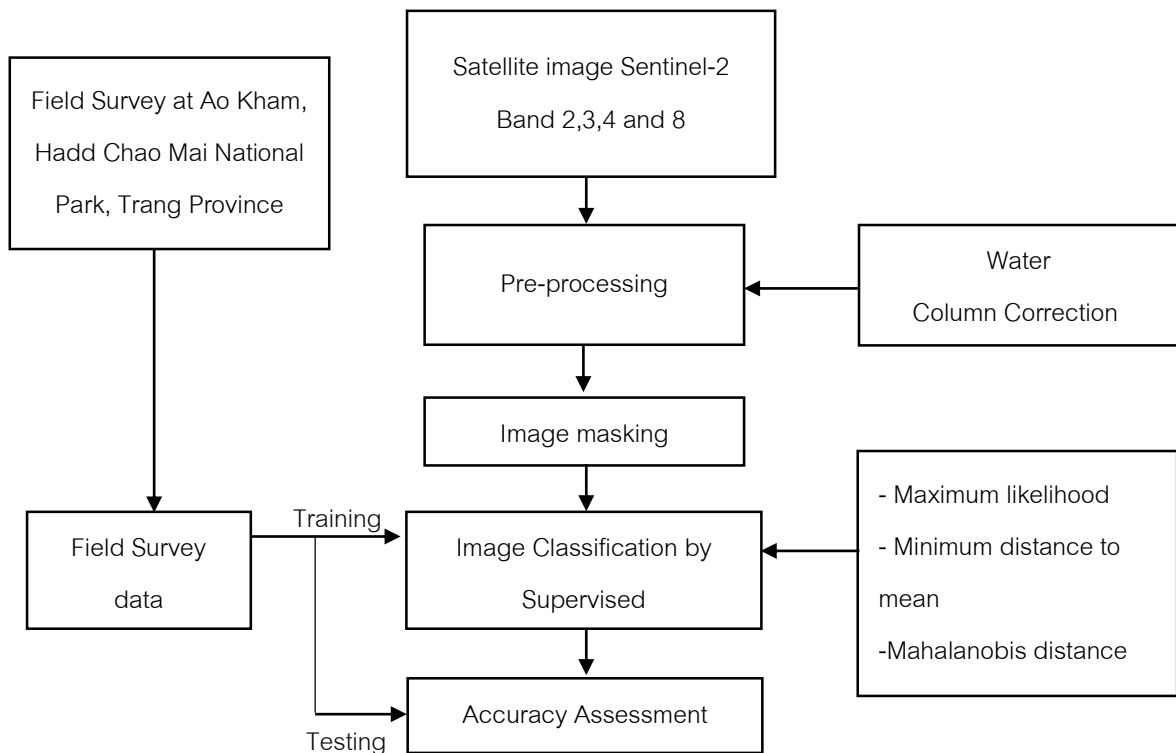 Satellite image Sentinel-2
Band 2,3,4 and 8
Field Survey at Ao Kham,
Hadd Chao Mai National
Park, Trang Province
Pre-processing
Water
Column Correction
Image masking
- Maximum likelihood
- Minimum distance to
mean
-Mahalanobis distance
Training
Field Survey
data
Image Classification by
Supervised
Accuracy Assessment
Testing